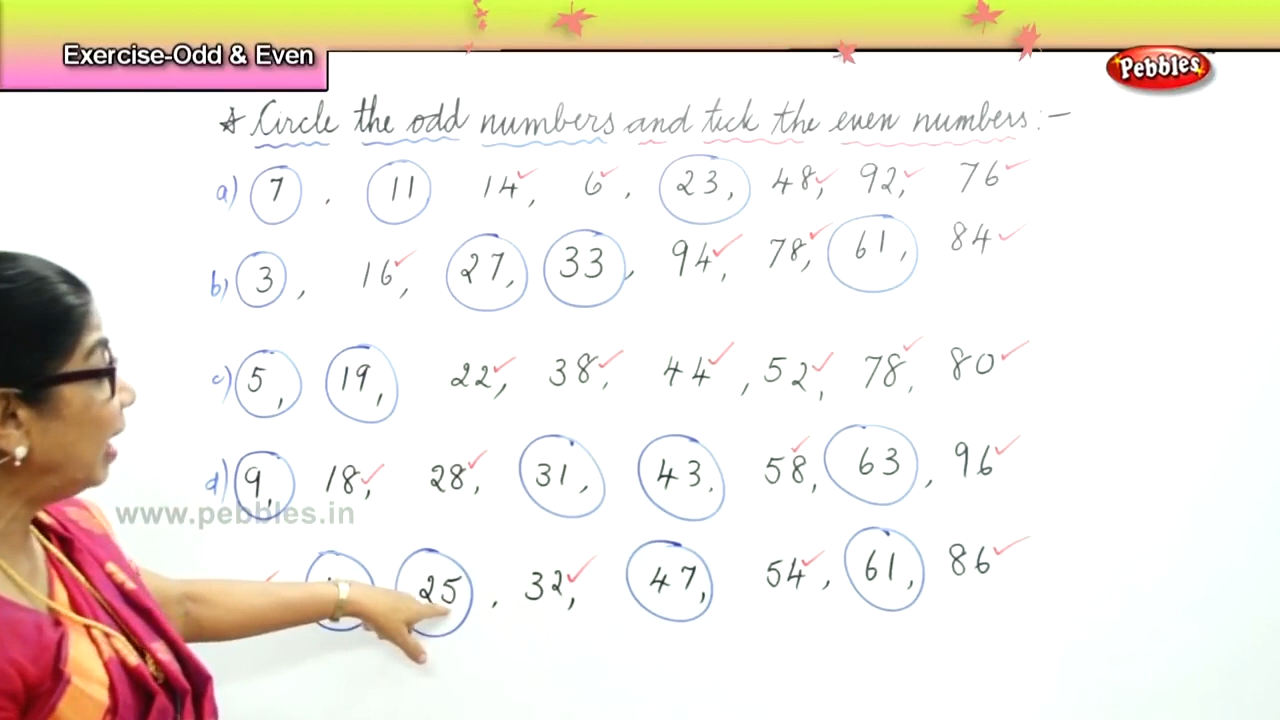 Exercise-Odd & Even
Pebbles
☆ Circle the odd numbers and tick the even numbers :-
a) 7 , 11 14 , 6 , 23 , 48 , 92 , 76
b) 3 , 16 , 27 , 33 , 94 , 78 , 61 , 84
c) 5 , 19 , 22 , 38 , 44 , 52 , 78 , 80
d) 9 , 18 , 28 , 31 , 43 , 58 , 63 , 96
www.pebbles.in
25 , 32 , 47 , 54 , 61 , 86